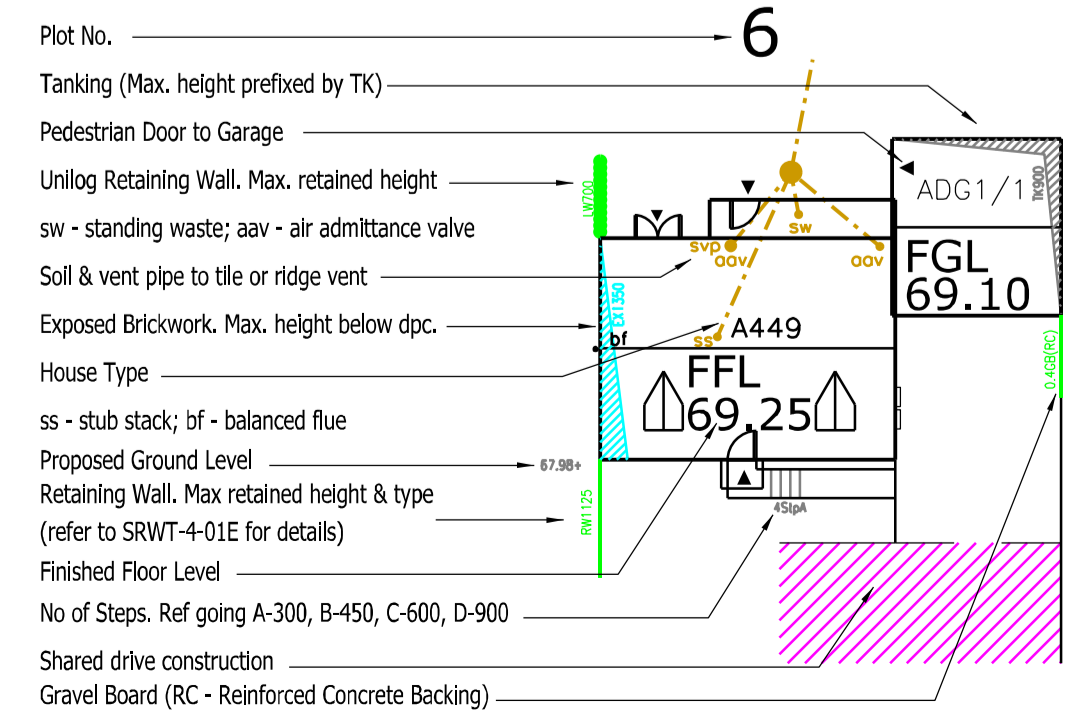 Plot No.
6
Tanking (Max. height prefixed by TK)
Pedestrian Door to Garage
Unilog Retaining Wall. Max. retained height
sw - standing waste; aav - air admittance valve
Soil & vent pipe to tile or ridge vent
Exposed Brickwork. Max. height below dpc.
House Type
ss - stub stack; bf - balanced flue
Proposed Ground Level
Retaining Wall. Max retained height & type
(refer to SRWT-4-01E for details)
Finished Floor Level
No of Steps. Ref going A-300, B-450, C-600, D-900
Shared drive construction
Gravel Board (RC - Reinforced Concrete Backing)
LW700
ADG1/1
TK900
sw
svp
aav
aav
FGL
69.10
EX1350
A449
bf
ss
0.4GB(RC)
FFL
69.25
67.98+
RW1125
4SlpA